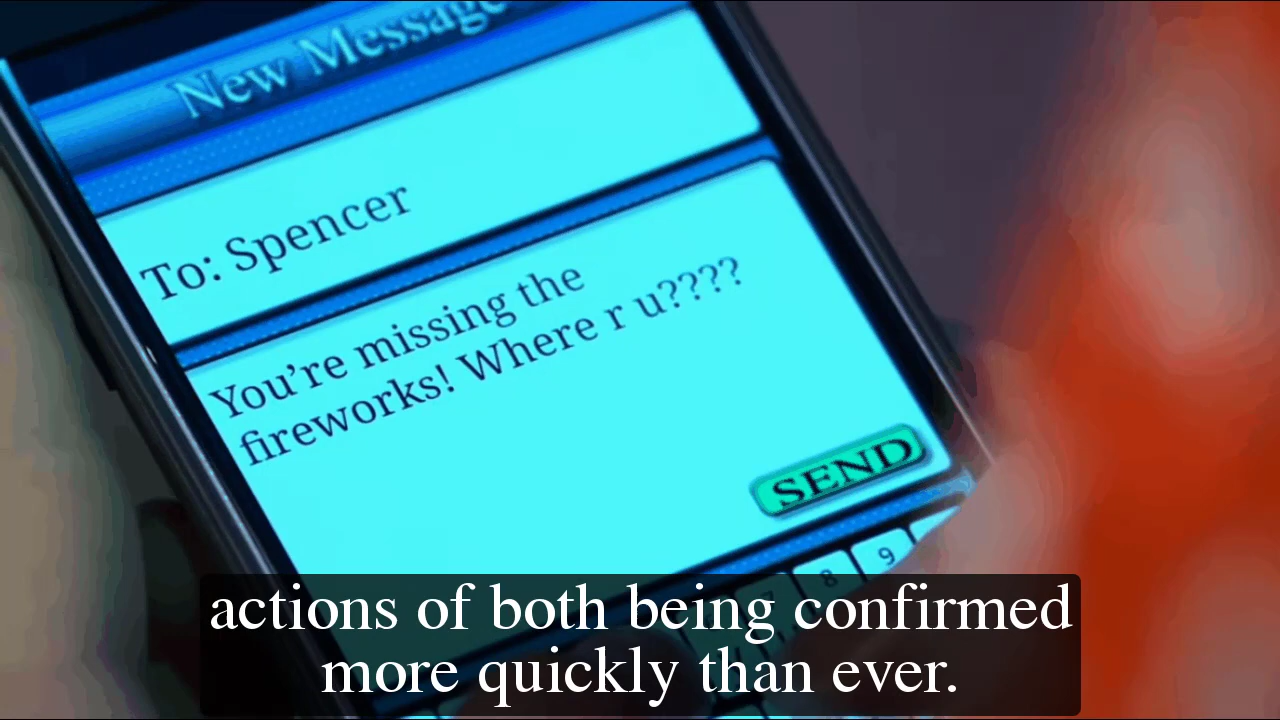 New Message
To: Spencer
You’re missing the
fireworks! Where r u????
SEND
8 9
actions of both being confirmed
more quickly than ever.